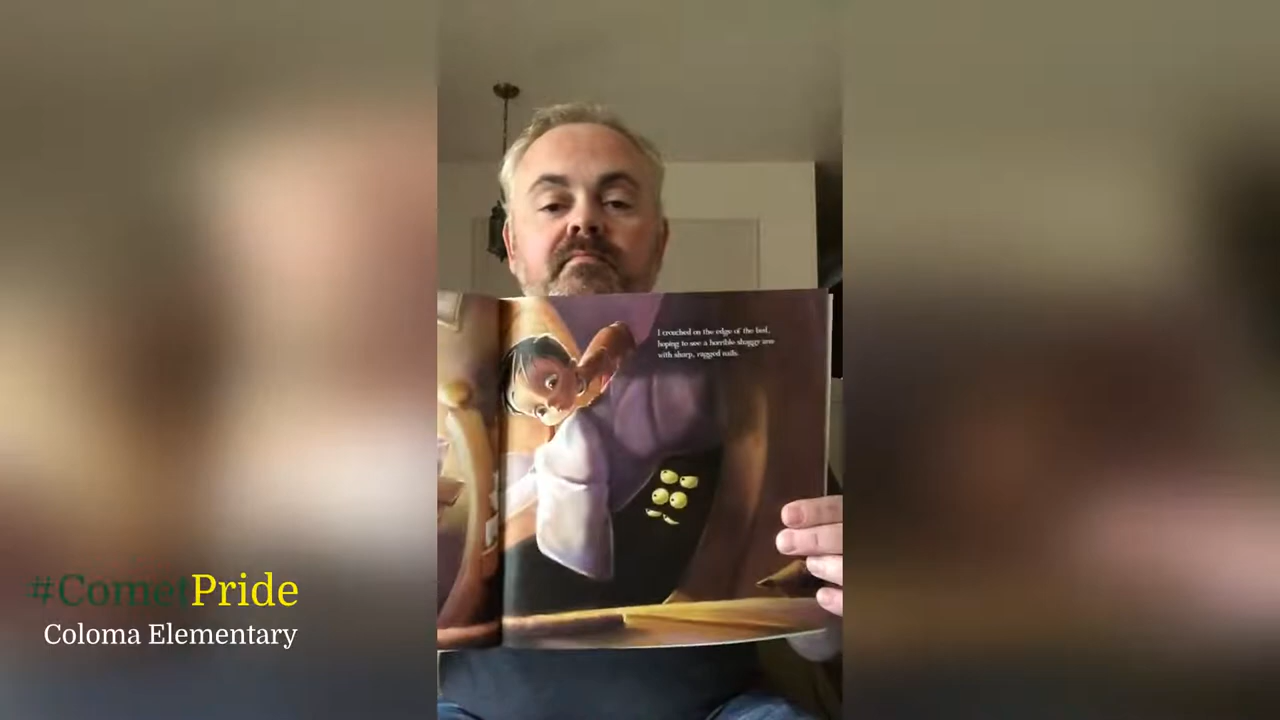 I crouched on the edge of the bed,
hoping to see a horrible shaggy arm
with sharp, ragged nails.
#CometPride
Coloma Elementary